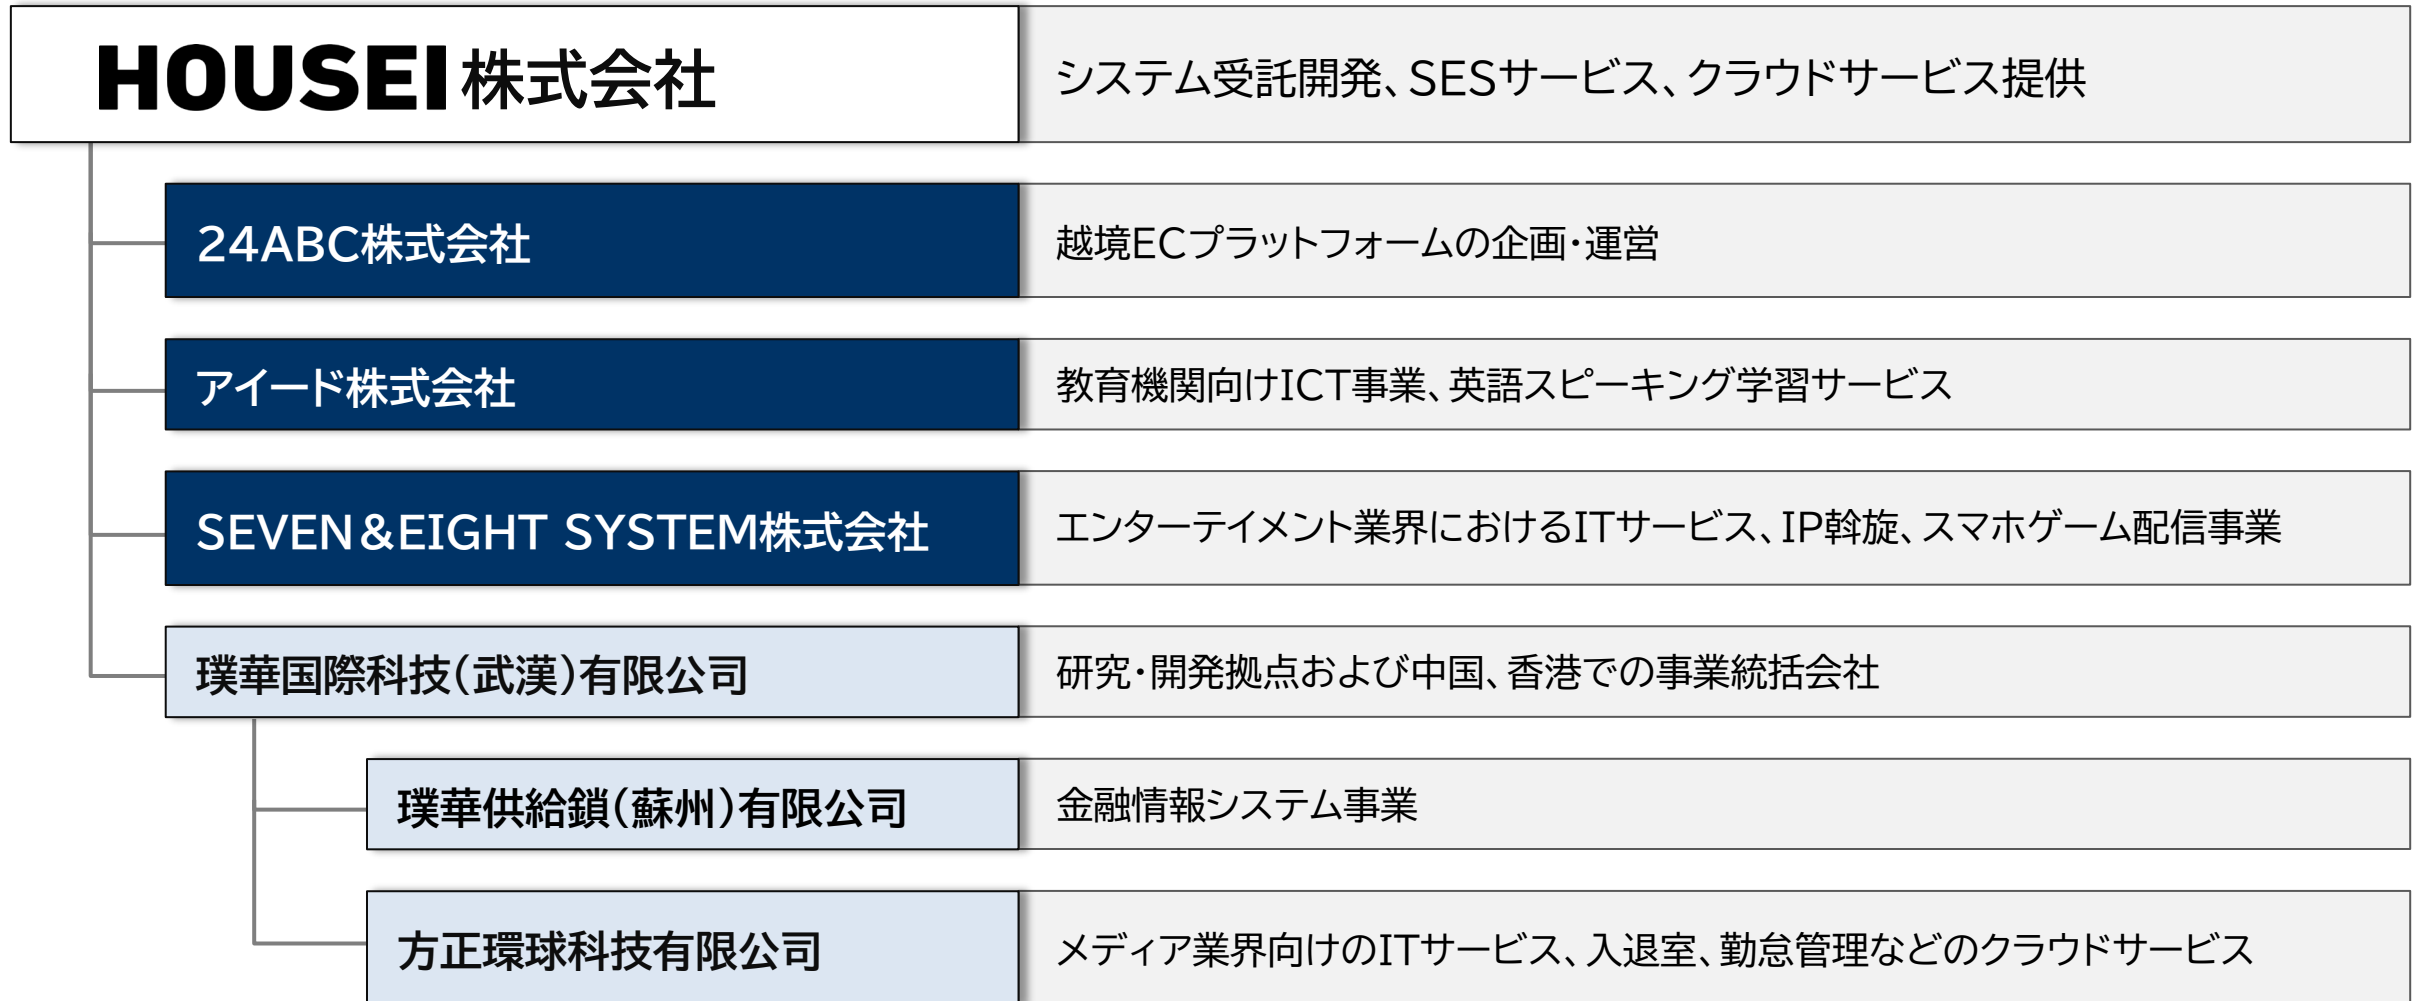 HOUSEI株式会社
システム受託開発、SESサービス、クラウドサービス提供
24ABC株式会社
越境ECプラットフォームの企画・運営
アイード株式会社
教育機関向けICT事業、英語スピーキング学習サービス
SEVEN&EIGHT SYSTEM株式会社
エンターテイメント業界におけるITサービス、IP斡旋、スマホゲーム配信事業
璞華国際科技（武漢）有限公司
研究・開発拠点および中国、香港での事業統括会社
璞華供給鎖（蘇州）有限公司
金融情報システム事業
方正環球科技有限公司
メディア業界向けのITサービス、入退室、勤怠管理などのクラウドサービス